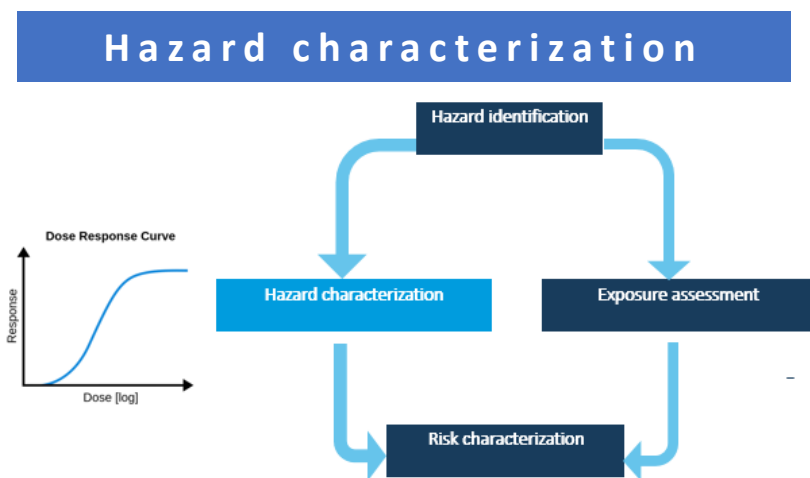 Hazard characterization
Hazard identification
Dose Response Curve
Response
Dose [log]
Hazard characterization
Exposure assessment
Risk characterization